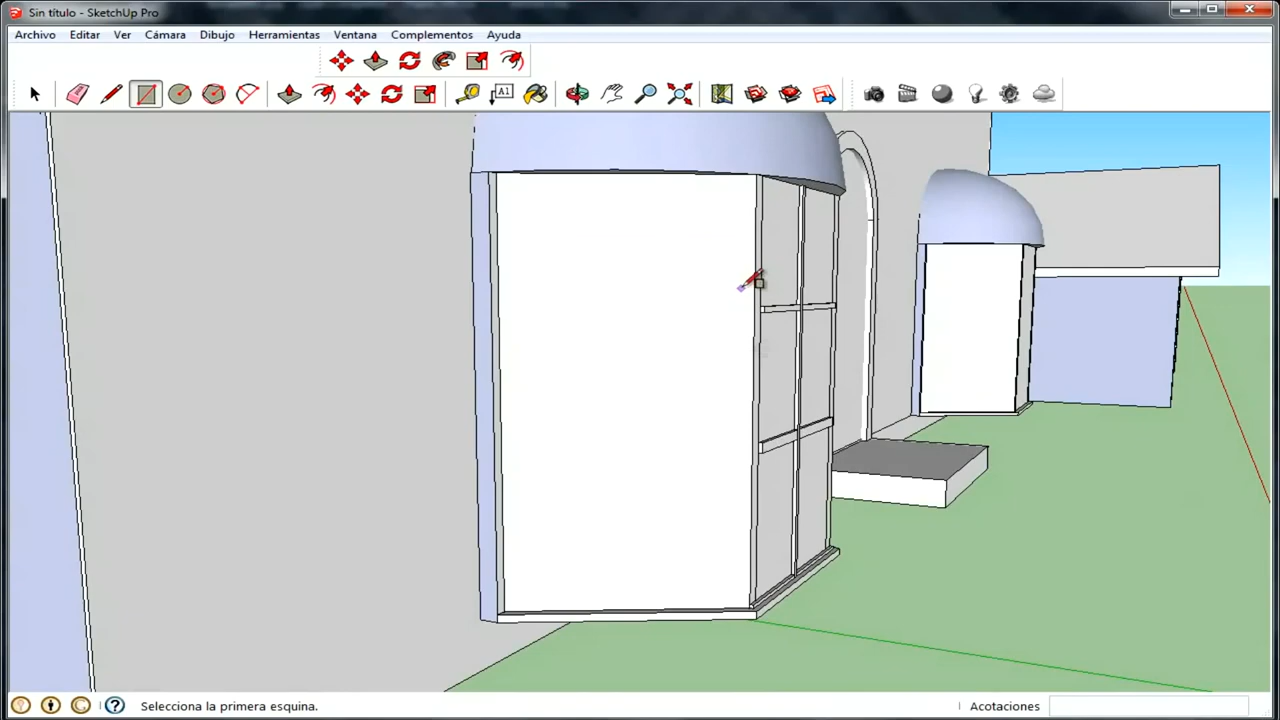 Sin título - SketchUp Pro
Archivo Editar Ver Cámara Dibujo Herramientas Ventana Complementos Ayuda
A1
Selecciona la primera esquina.
Acotaciones